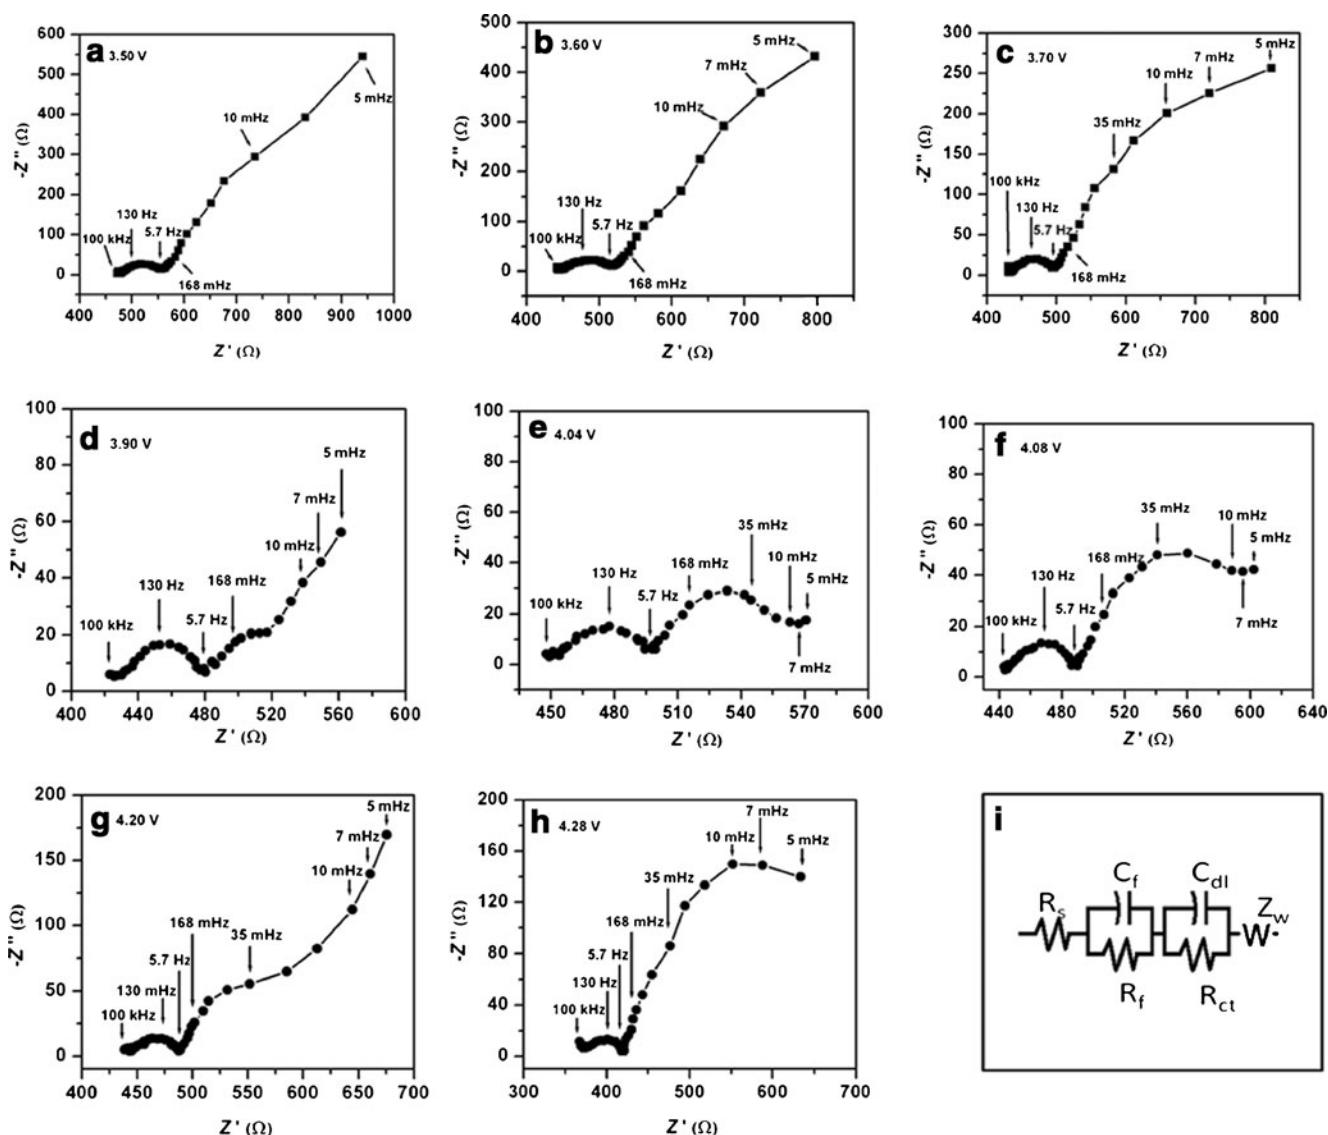 a 3.50 V
600
500
400
300
200
100
0
-Z" (Ω)
100 kHz
130 Hz
5.7 Hz
168 mHz
10 mHz
5 mHz
400 500 600 700 800 900 1000
Z' (Ω)
b 3.60 V
500
400
300
200
100
0
-Z" (Ω)
100 kHz
130 Hz
5.7 Hz
168 mHz
10 mHz
7 mHz
5 mHz
400 500 600 700 800
Z' (Ω)
c 3.70 V
300
250
200
150
100
50
0
-Z" (Ω)
100 kHz
130 Hz
5.7 Hz
168 mHz
35 mHz
10 mHz
7 mHz
5 mHz
400 500 600 700 800
Z' (Ω)
d 3.90 V
100
80
60
40
20
0
-Z" (Ω)
100 kHz
130 Hz
5.7 Hz
168 mHz
10 mHz
7 mHz
5 mHz
400 440 480 520 560 600
Z' (Ω)
e 4.04 V
100
80
60
40
20
0
-Z" (Ω)
100 kHz
130 Hz
5.7 Hz
168 mHz
35 mHz
10 mHz
7 mHz
5 mHz
450 480 510 540 570 600
Z' (Ω)
f 4.08 V
100
80
60
40
20
0
-Z" (Ω)
100 kHz
130 Hz
5.7 Hz
168 mHz
35 mHz
10 mHz
7 mHz
5 mHz
440 480 520 560 600 640
Z' (Ω)
g 4.20 V
200
150
100
50
0
-Z" (Ω)
100 kHz
130 mHz
5.7 Hz
168 mHz
35 mHz
10 mHz
7 mHz
5 mHz
400 450 500 550 600 650 700
Z' (Ω)
h 4.28 V
200
160
120
80
40
0
-Z" (Ω)
100 kHz
130 Hz
5.7 Hz
168 mHz
35 mHz
10 mHz
7 mHz
5 mHz
300 400 500 600 700
Z' (Ω)
i
Rs
Cf
Rf
Cdl
Rct
Zw
W